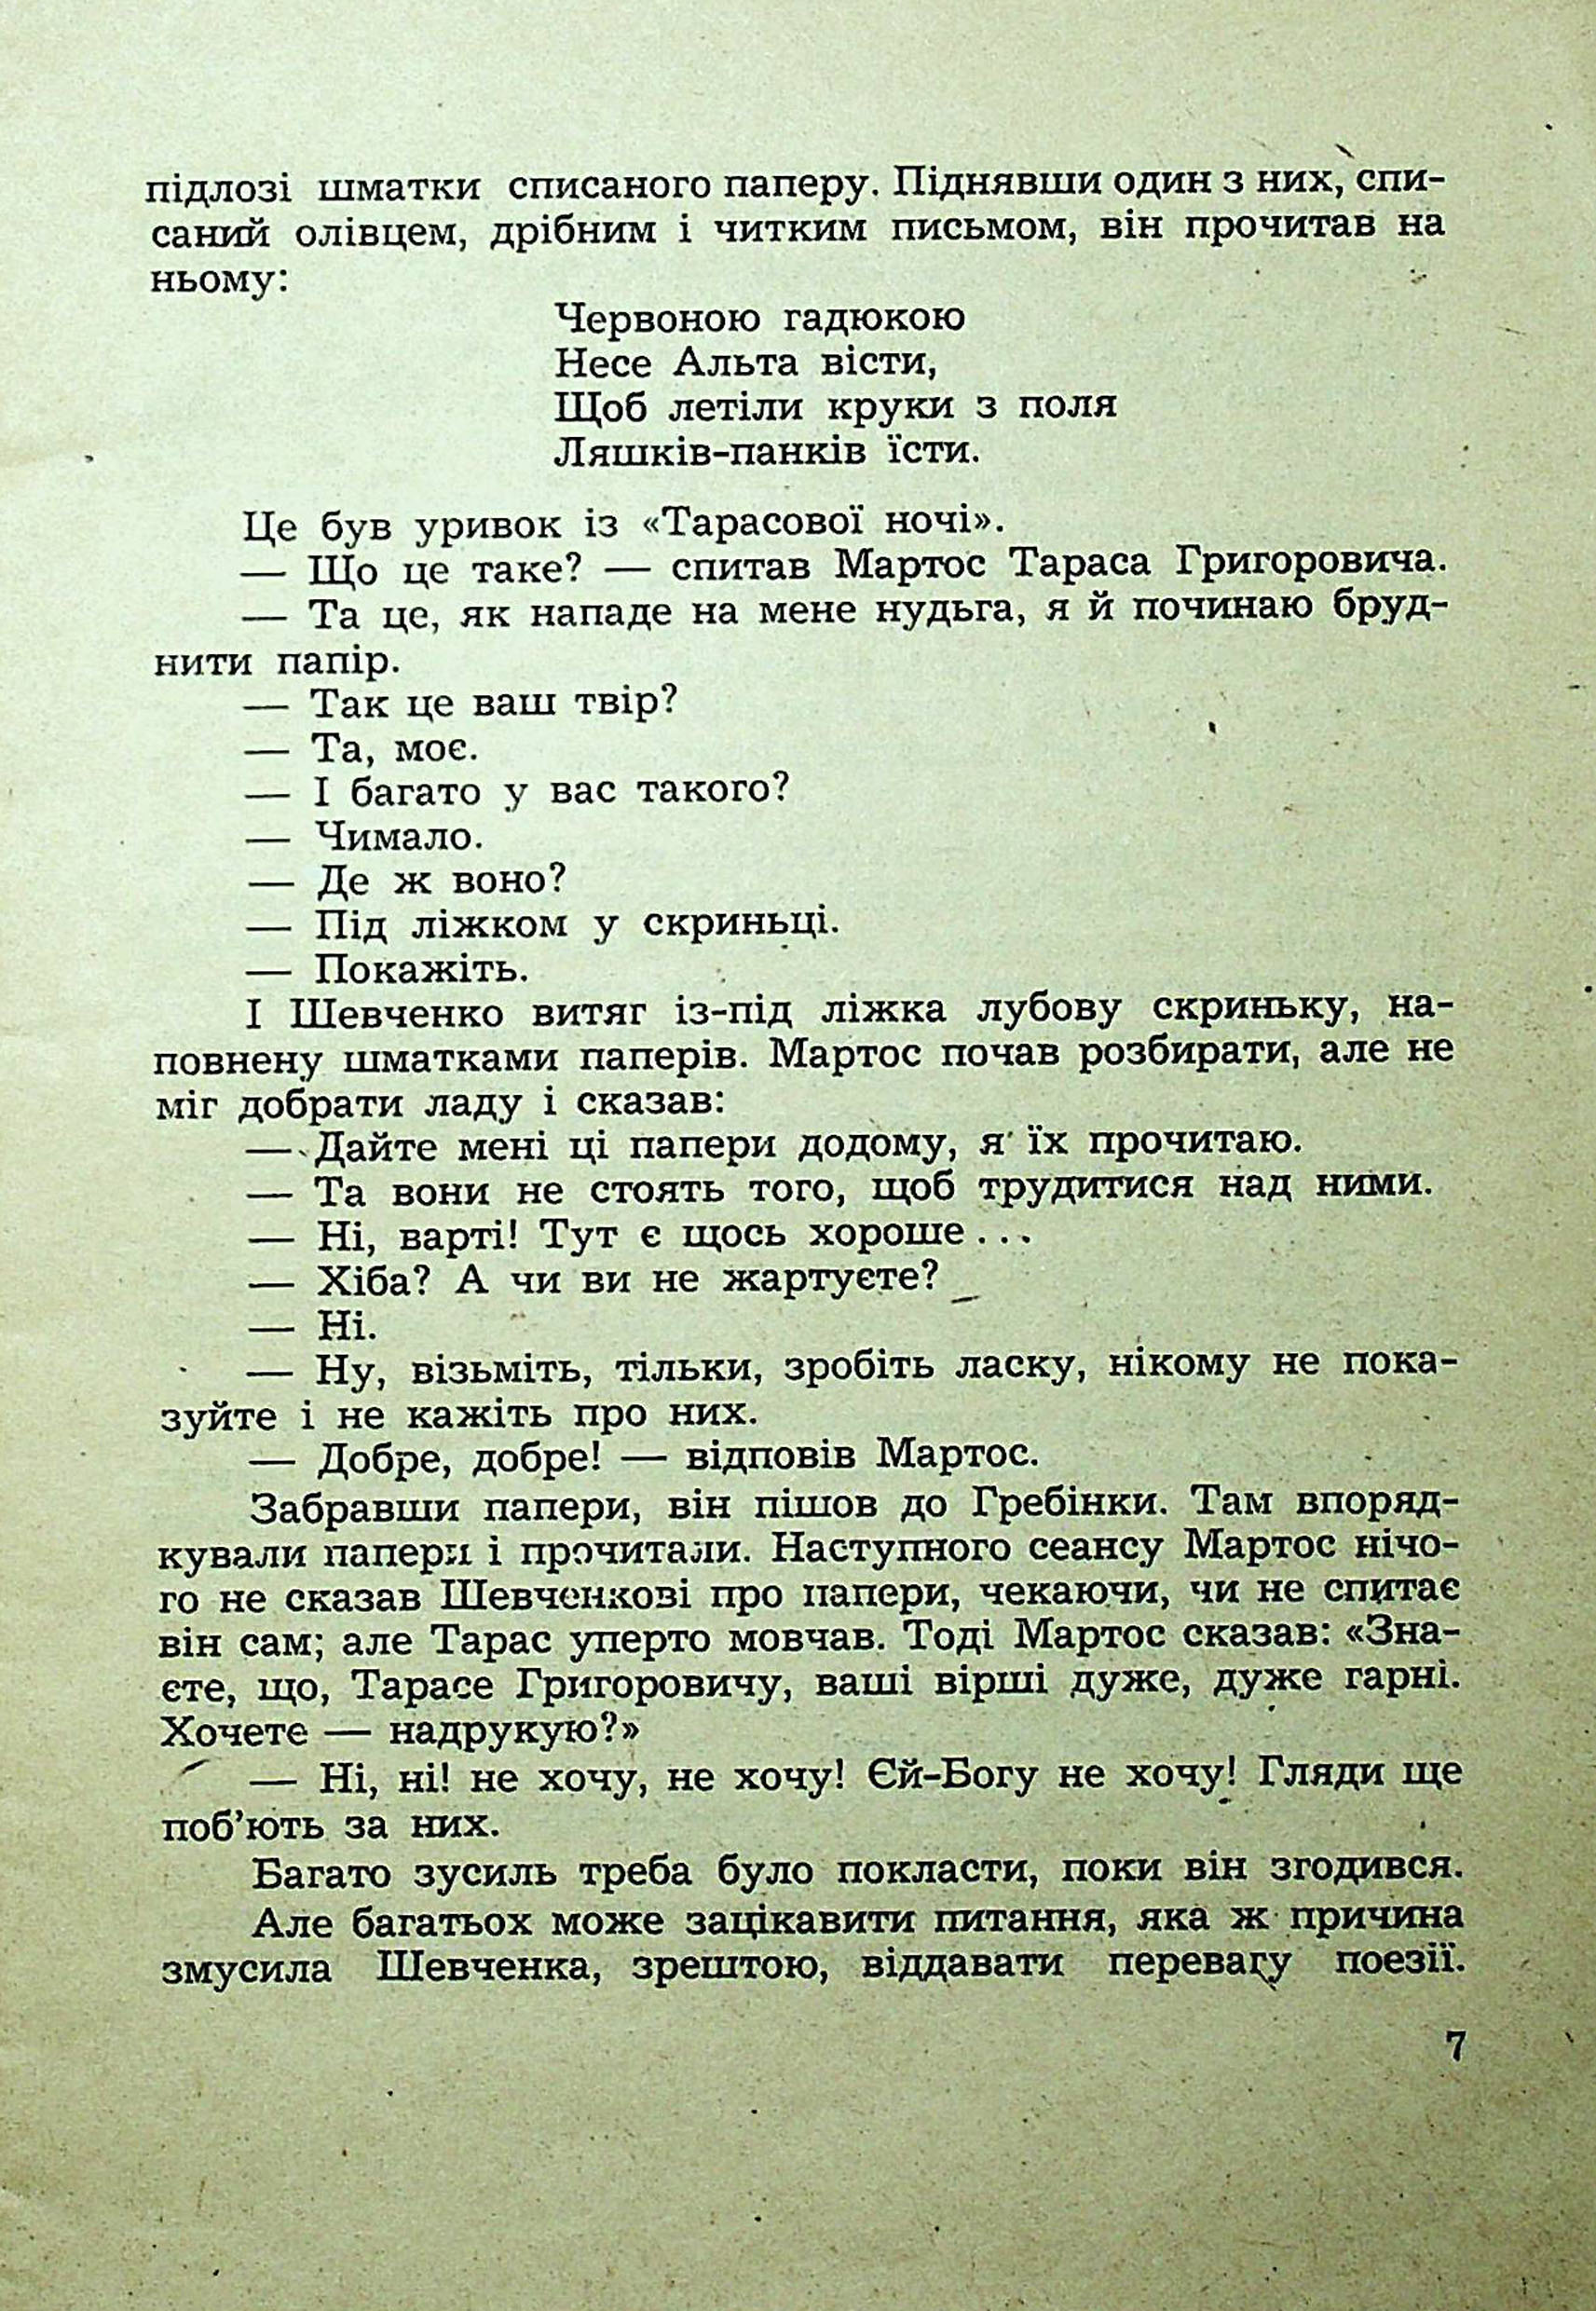 підлозі шматки списаного паперу. Піднявши один з них, спи-
саний олівцем, дрібним і читким письмом, він прочитав на
ньому:
Червоною гадюкою
Несе Альта вісти,
Щоб летіли круки з поля
Ляшків-панків їсти.
Це був уривок із «Тарасової ночі».
— Що це таке? — спитав Мартос Тараса Григоровича.
— Та це, як нападе на мене нудьга, я й починаю бруд-
нити папір.
— Так це ваш твір?
— Та, моє.
— І багато у вас такого?
— Чимало.
— Де ж воно?
— Під ліжком у скриньці.
— Покажіть.
І Шевченко витяг із-під ліжка лубову скриньку, на-
повнену шматками паперів. Мартос почав розбирати, але не
міг добрати ладу і сказав:
— Дайте мені ці папери додому, я їх прочитаю.
— Та вони не стоять того, щоб трудитися над ними.
— Ні, варті! Тут є щось хороше...
— Хіба? А чи ви не жартуєте?
— Ні.
— Ну, візьміть, тільки, зробіть ласку, нікому не пока-
зуйте і не кажіть про них.
— Добре, добре! — відповів Мартос.
Забравши папери, він пішов до Гребінки. Там впоряд-
кували папери і прочитали. Наступного сеансу Мартос нічо-
го не сказав Шевченкові про папери, чекаючи, чи не спитає
він сам; але Тарас уперто мовчав. Тоді Мартос сказав: «Зна-
єте, що, Тарасе Григоровичу, ваші вірші дуже, дуже гарні.
Хочете — надрукую?»
— Ні, ні! не хочу, не хочу! Єй-Богу не хочу! Гляди ще
поб’ють за них.
Багато зусиль треба було покласти, поки він згодився.
Але багатьох може зацікавити питання, яка ж причина
змусила Шевченка, зрештою, віддавати перевагу поезії.
7